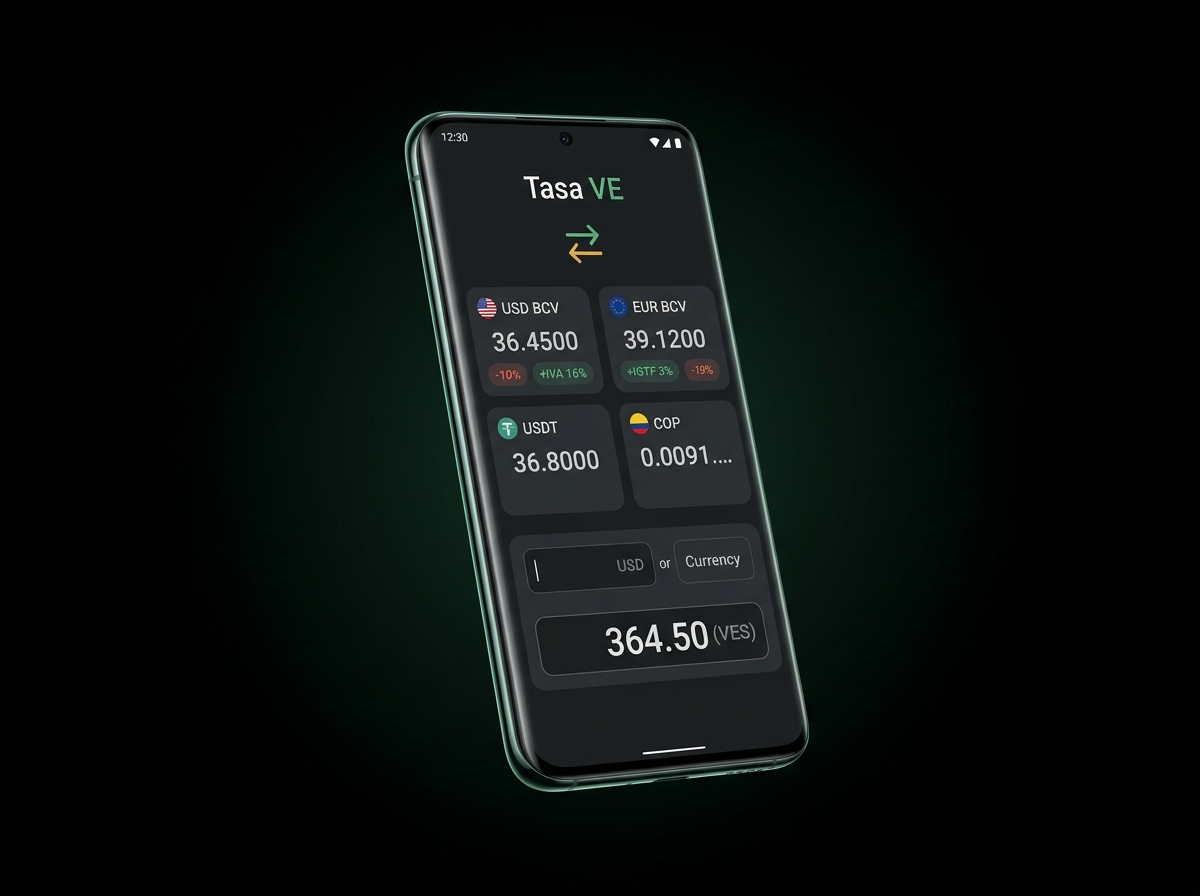 12:30
Tasa VE
USD BCV
36.4500
-10% +IVA 16%
EUR BCV
39.1200
+IGTF 3% -19%
USDT
36.8000
COP
0.0091....
USD or Currency
364.50 (VES)